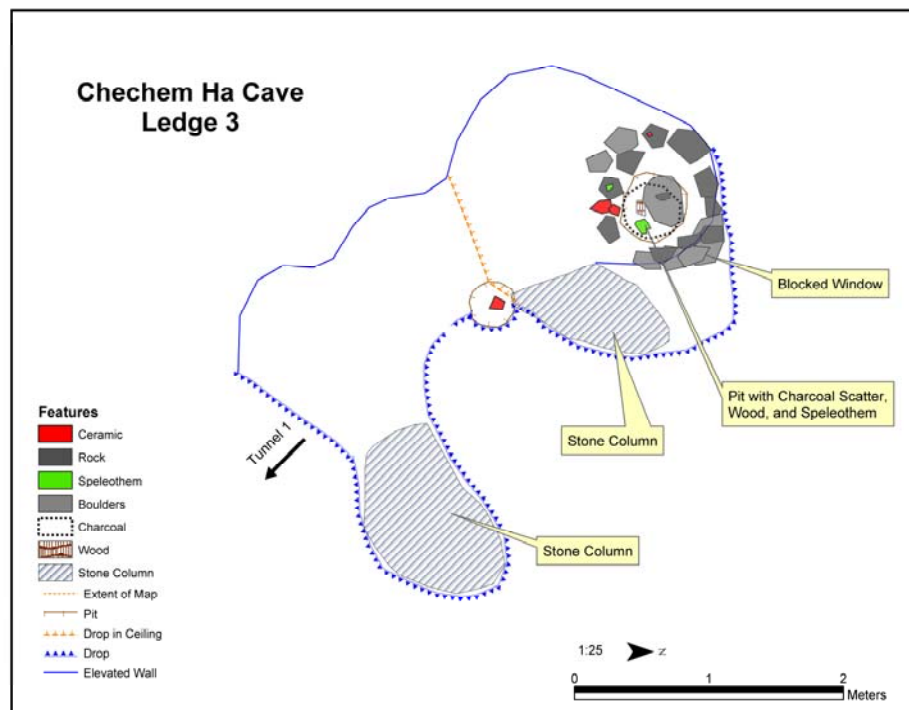 Chechem Ha Cave
Ledge 3
Blocked Window
Pit with Charcoal Scatter,
Wood, and Speleothem
Stone Column
Tunnel 1
Stone Column
Features
Ceramic
Rock
Speleothem
Boulders
Charcoal
Wood
Stone Column
Extent of Map
Pit
Drop in Ceiling
Drop
Elevated Wall
1:25
N
0 1 2
Meters